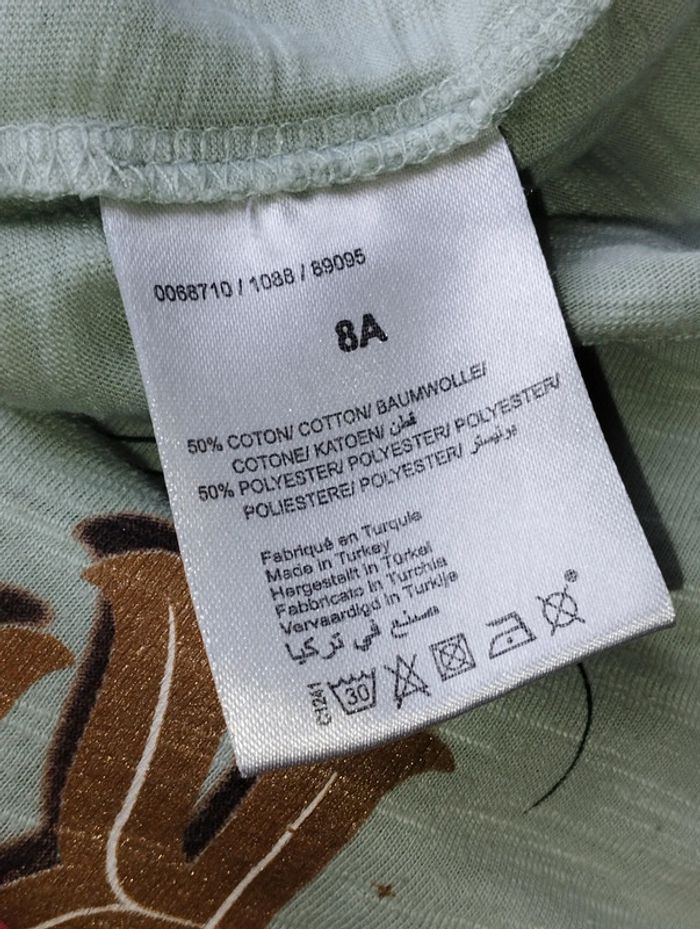 0068710 / 1088 / 89095
8A
50% COTON/ COTTON/ BAUMWOLLE/
COTONE/ KATOEN/ قطن
50% POLYESTER/ POLYESTER/ POLYESTER/
POLIESTERE/ POLYESTER/ بوليستر
Fabriqué en Turquie
Made in Turkey
Hergestellt in Türkei
Fabbricato in Turchia
Vervaardigd in Turkije
صنع في تركيا
C1241
30